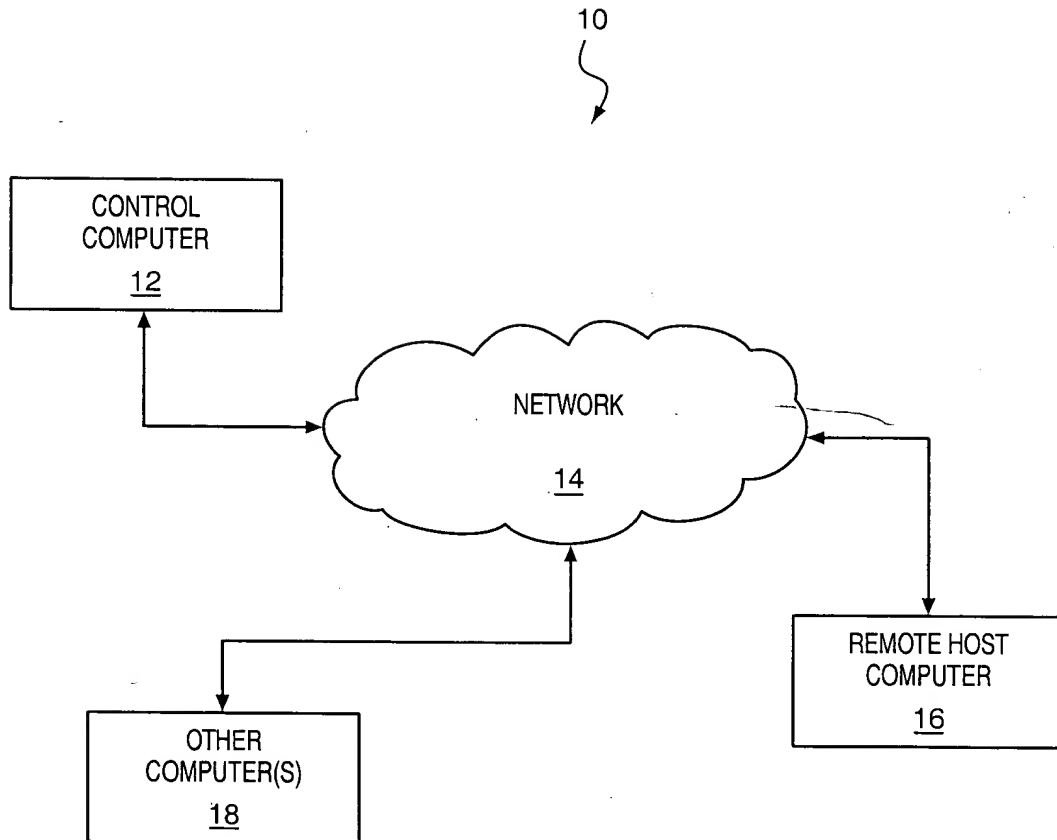 10
CONTROL
COMPUTER
12
NETWORK
14
REMOTE HOST
COMPUTER
16
OTHER
COMPUTER(S)
18